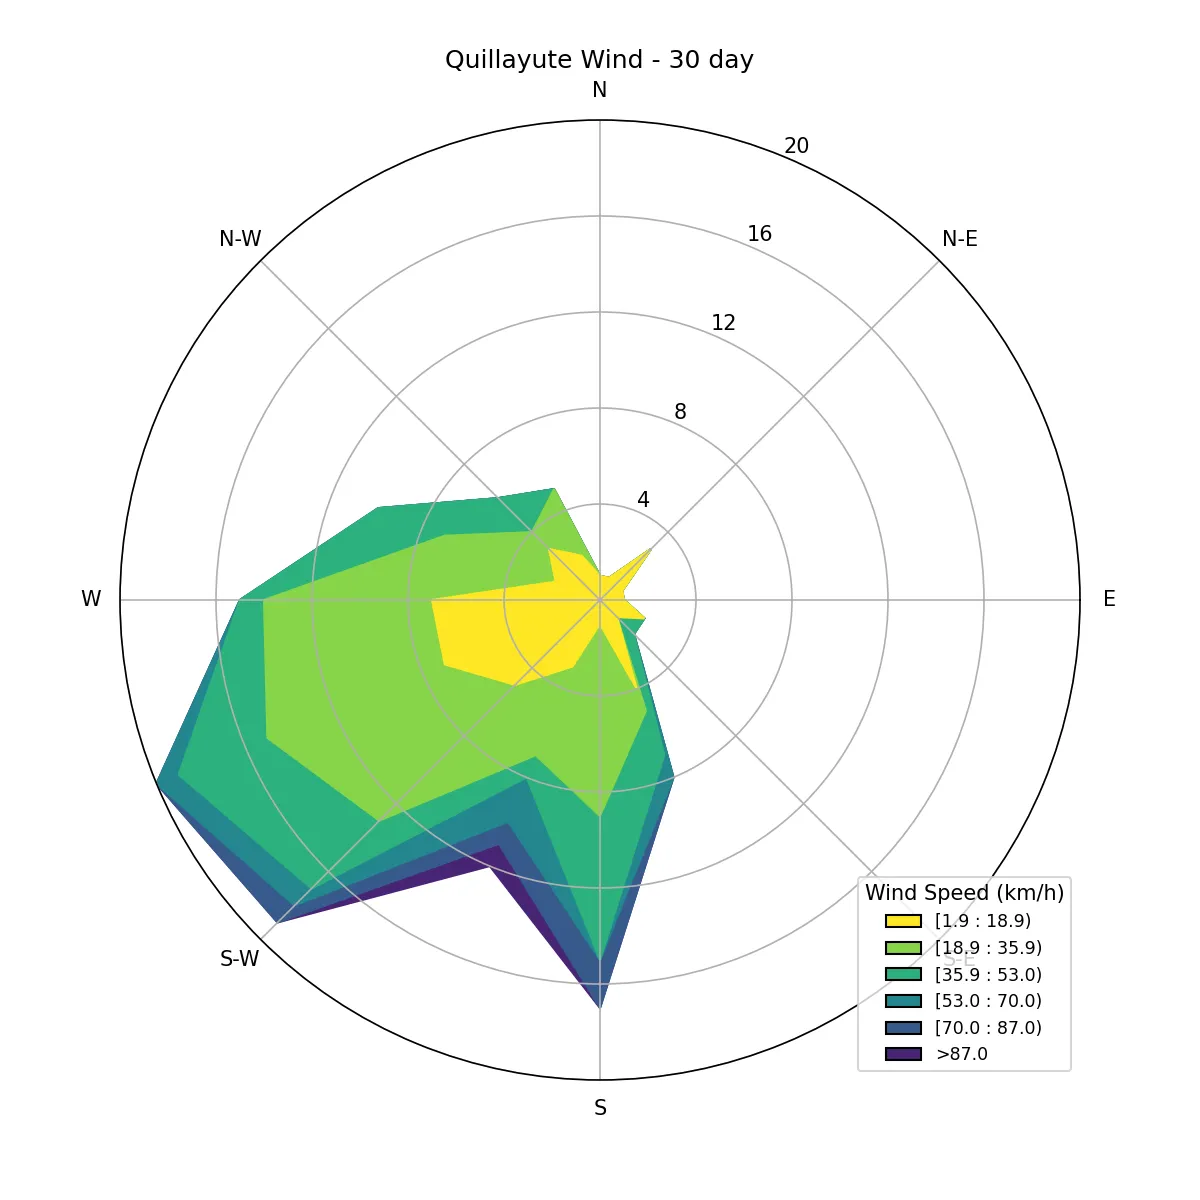 Quillayute Wind - 30 day
N
20
N-W
N-E
16
12
8
4
W
E
Wind Speed (km/h)
[1.9 : 18.9)
[18.9 : 35.9)
S-W
S-E
[35.9 : 53.0)
[53.0 : 70.0)
[70.0 : 87.0)
>87.0
S